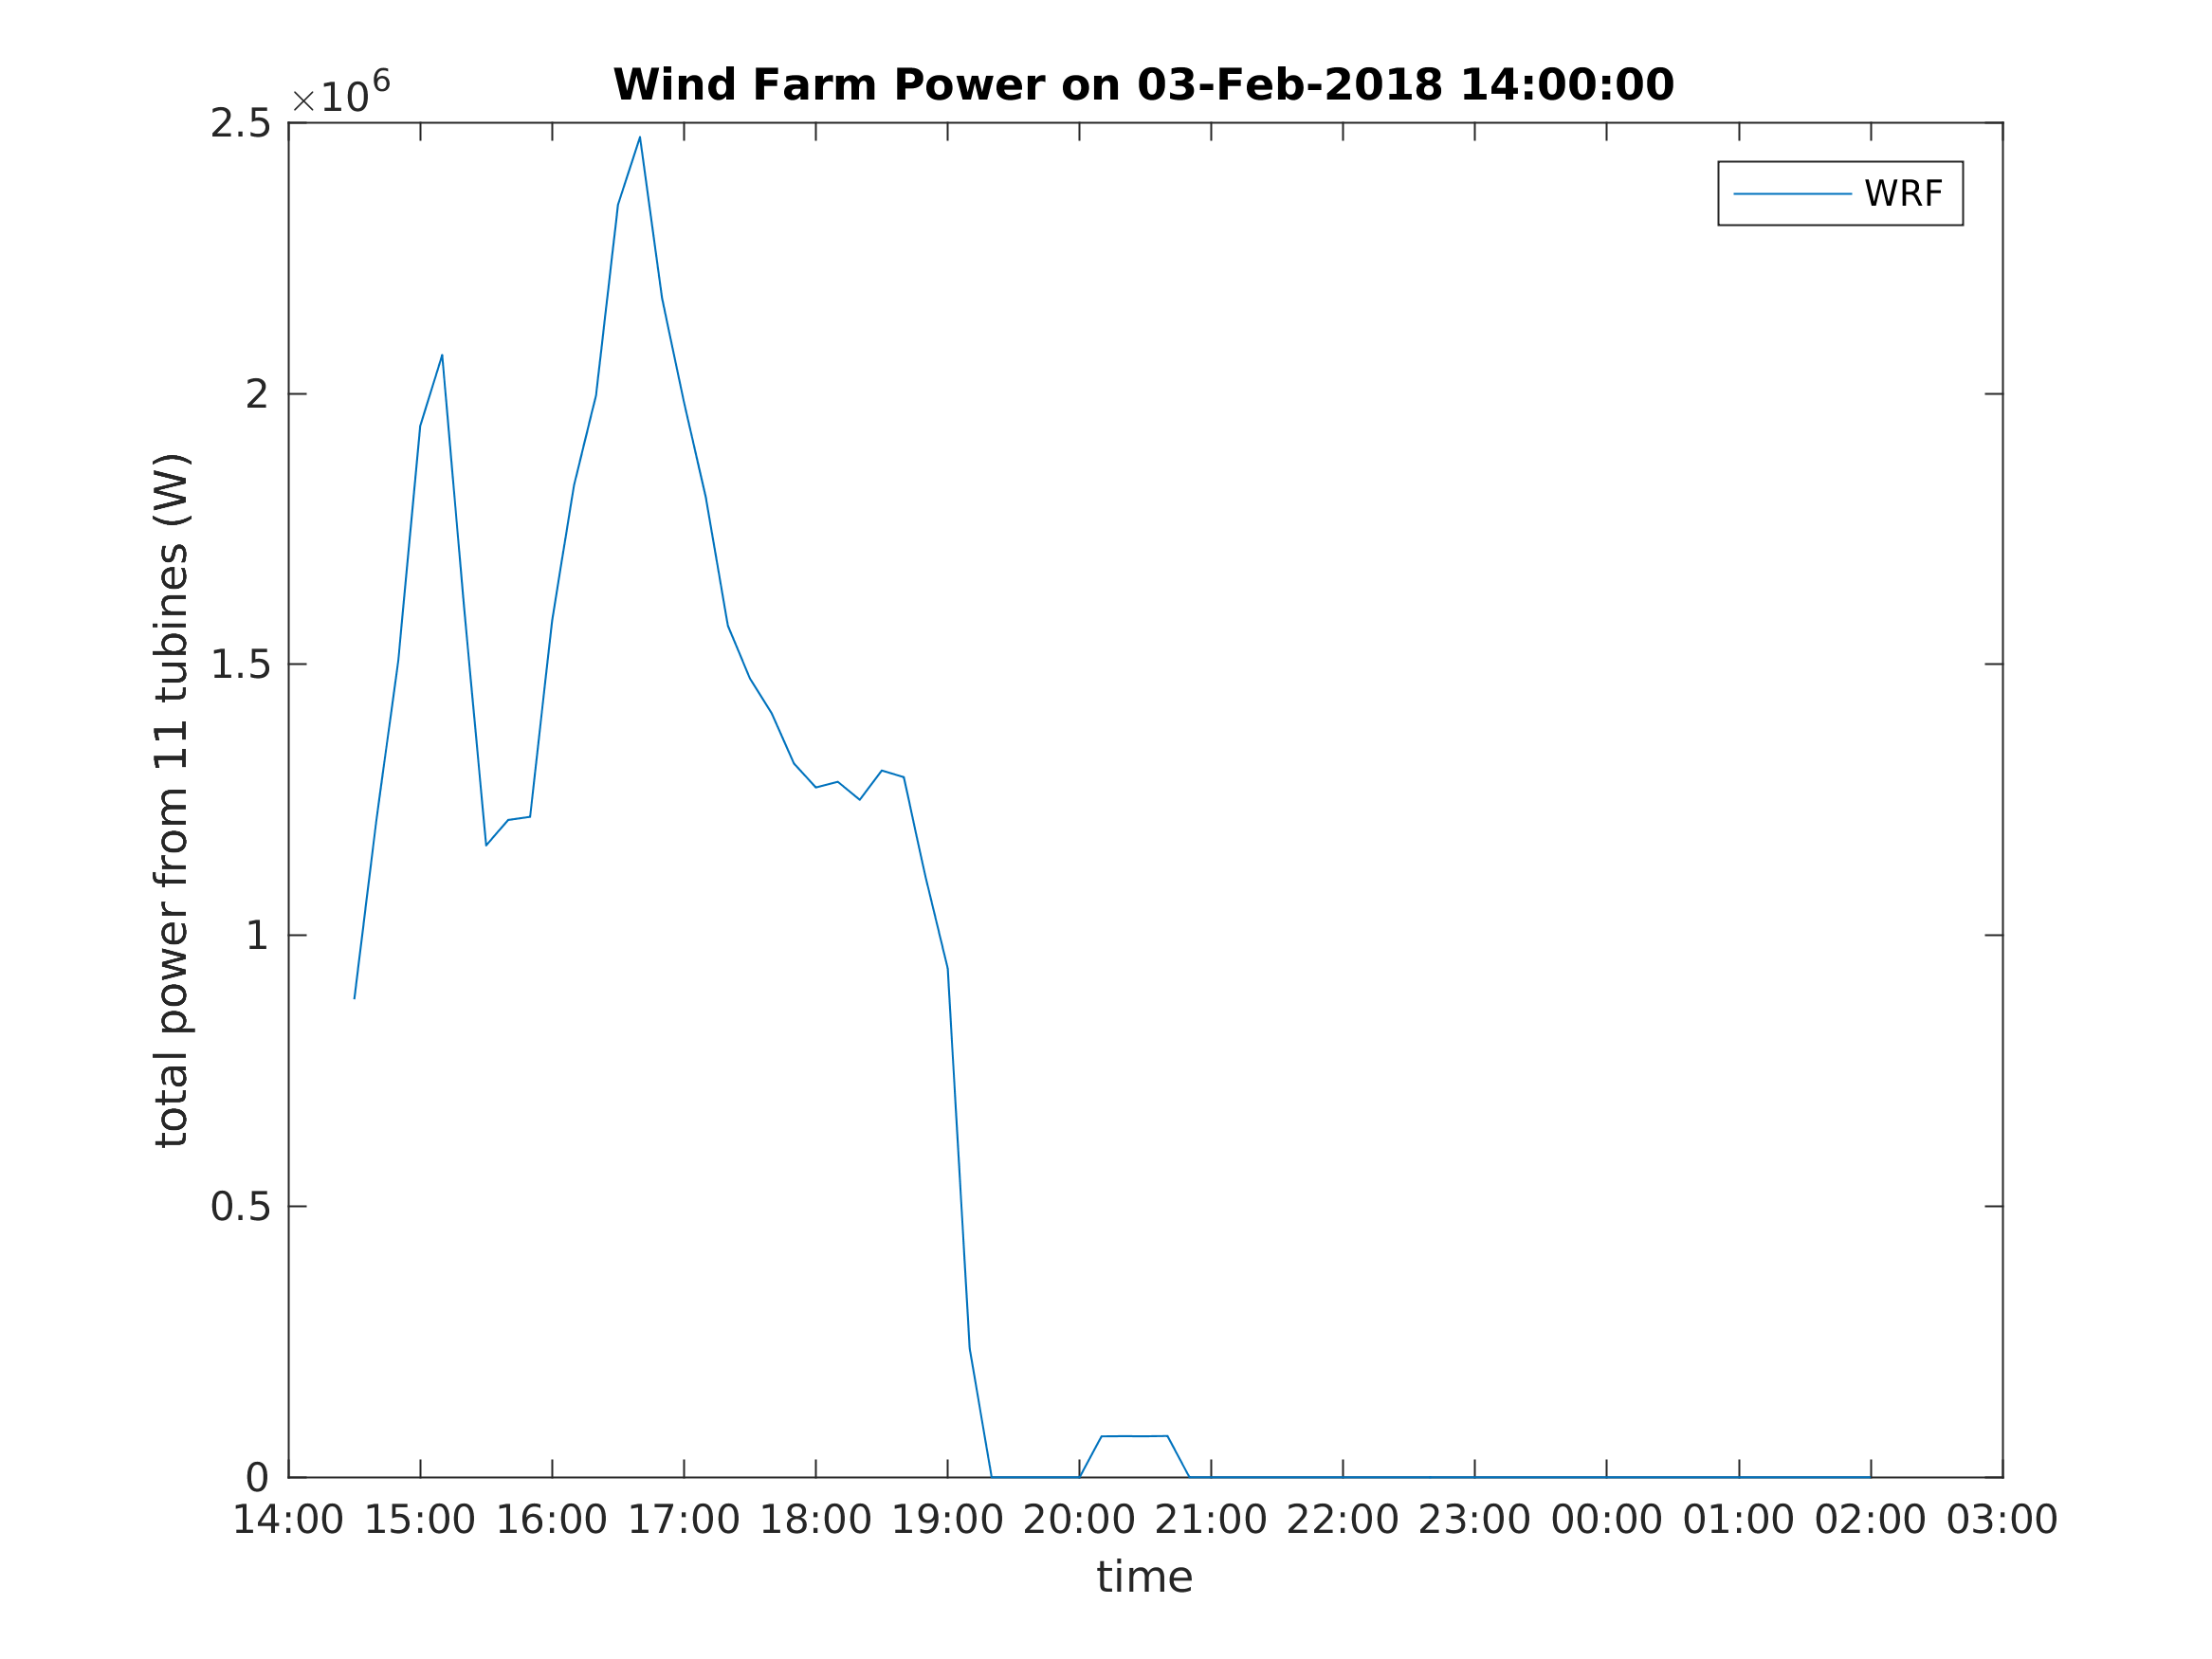 Wind Farm Power on 03-Feb-2018 14:00:00
×10^6
WRF
2.5
2
1.5
1
0.5
0
total power from 11 tubines (W)
14:00 15:00 16:00 17:00 18:00 19:00 20:00 21:00 22:00 23:00 00:00 01:00 02:00 03:00
time